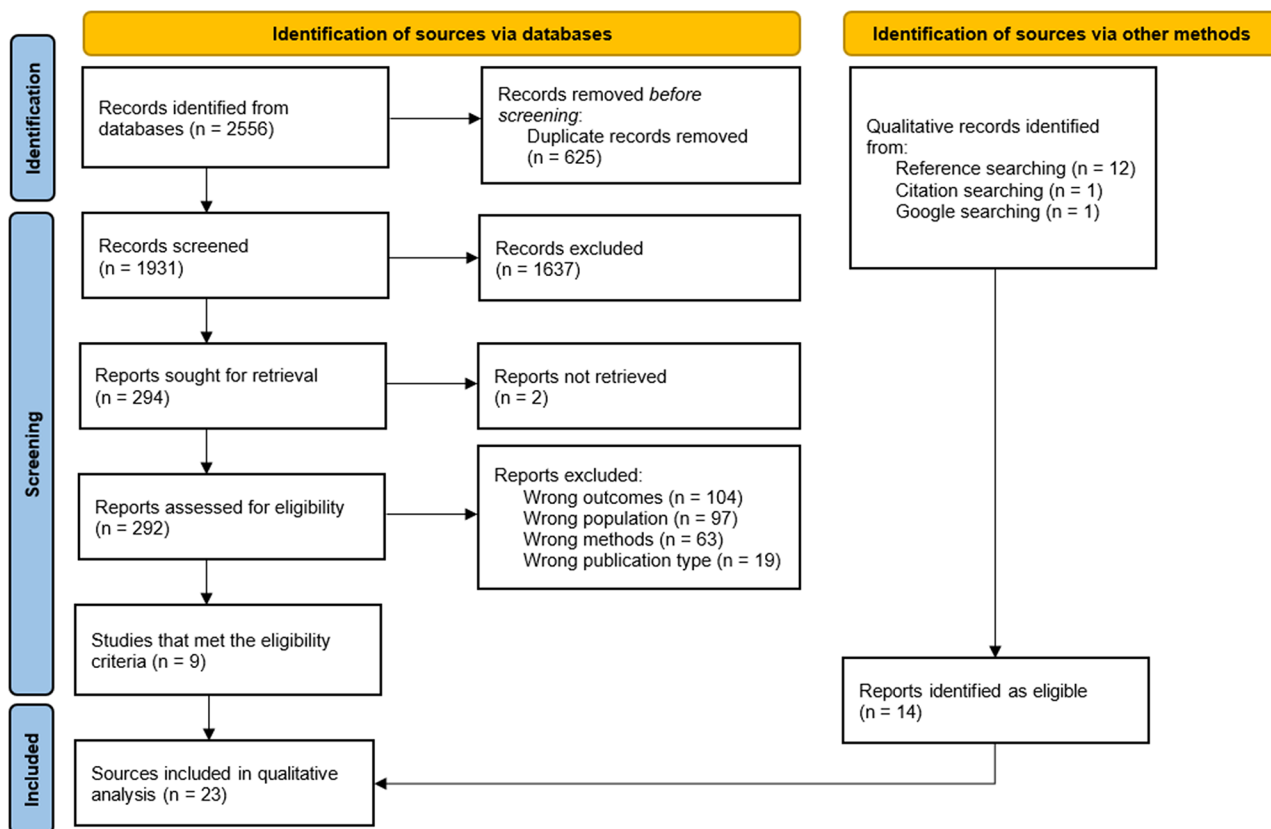 Identification of sources via databases
Identification of sources via other methods
Identification
Records identified from
databases (n = 2556)
Records removed before
screening:
Duplicate records removed
(n = 625)
Qualitative records identified
from:
Reference searching (n = 12)
Citation searching (n = 1)
Google searching (n = 1)
Screening
Records screened
(n = 1931)
Records excluded
(n = 1637)
Reports sought for retrieval
(n = 294)
Reports not retrieved
(n = 2)
Reports assessed for eligibility
(n = 292)
Reports excluded:
Wrong outcomes (n = 104)
Wrong population (n = 97)
Wrong methods (n = 63)
Wrong publication type (n = 19)
Studies that met the eligibility
criteria (n = 9)
Reports identified as eligible
(n = 14)
Included
Sources included in qualitative
analysis (n = 23)